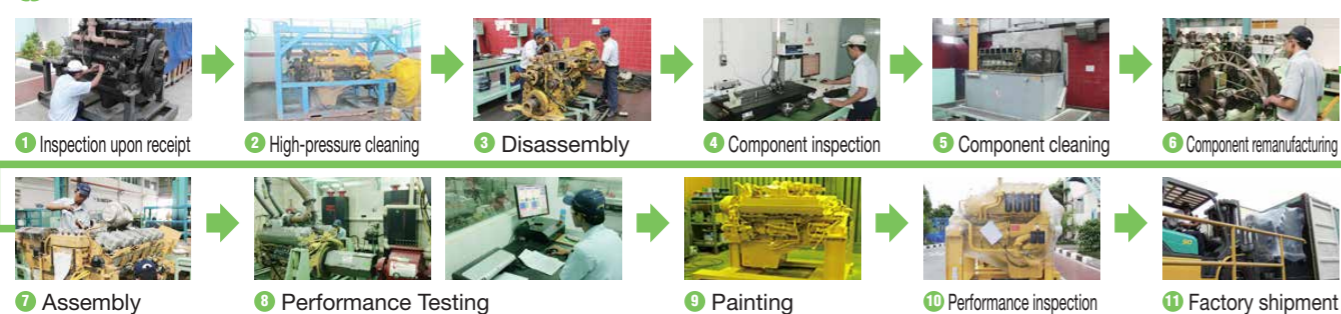 1 Inspection upon receipt
2 High-pressure cleaning
3 Disassembly
4 Component inspection
5 Component cleaning
6 Component remanufacturing
7 Assembly
8 Performance Testing
9 Painting
10 Performance inspection
11 Factory shipment